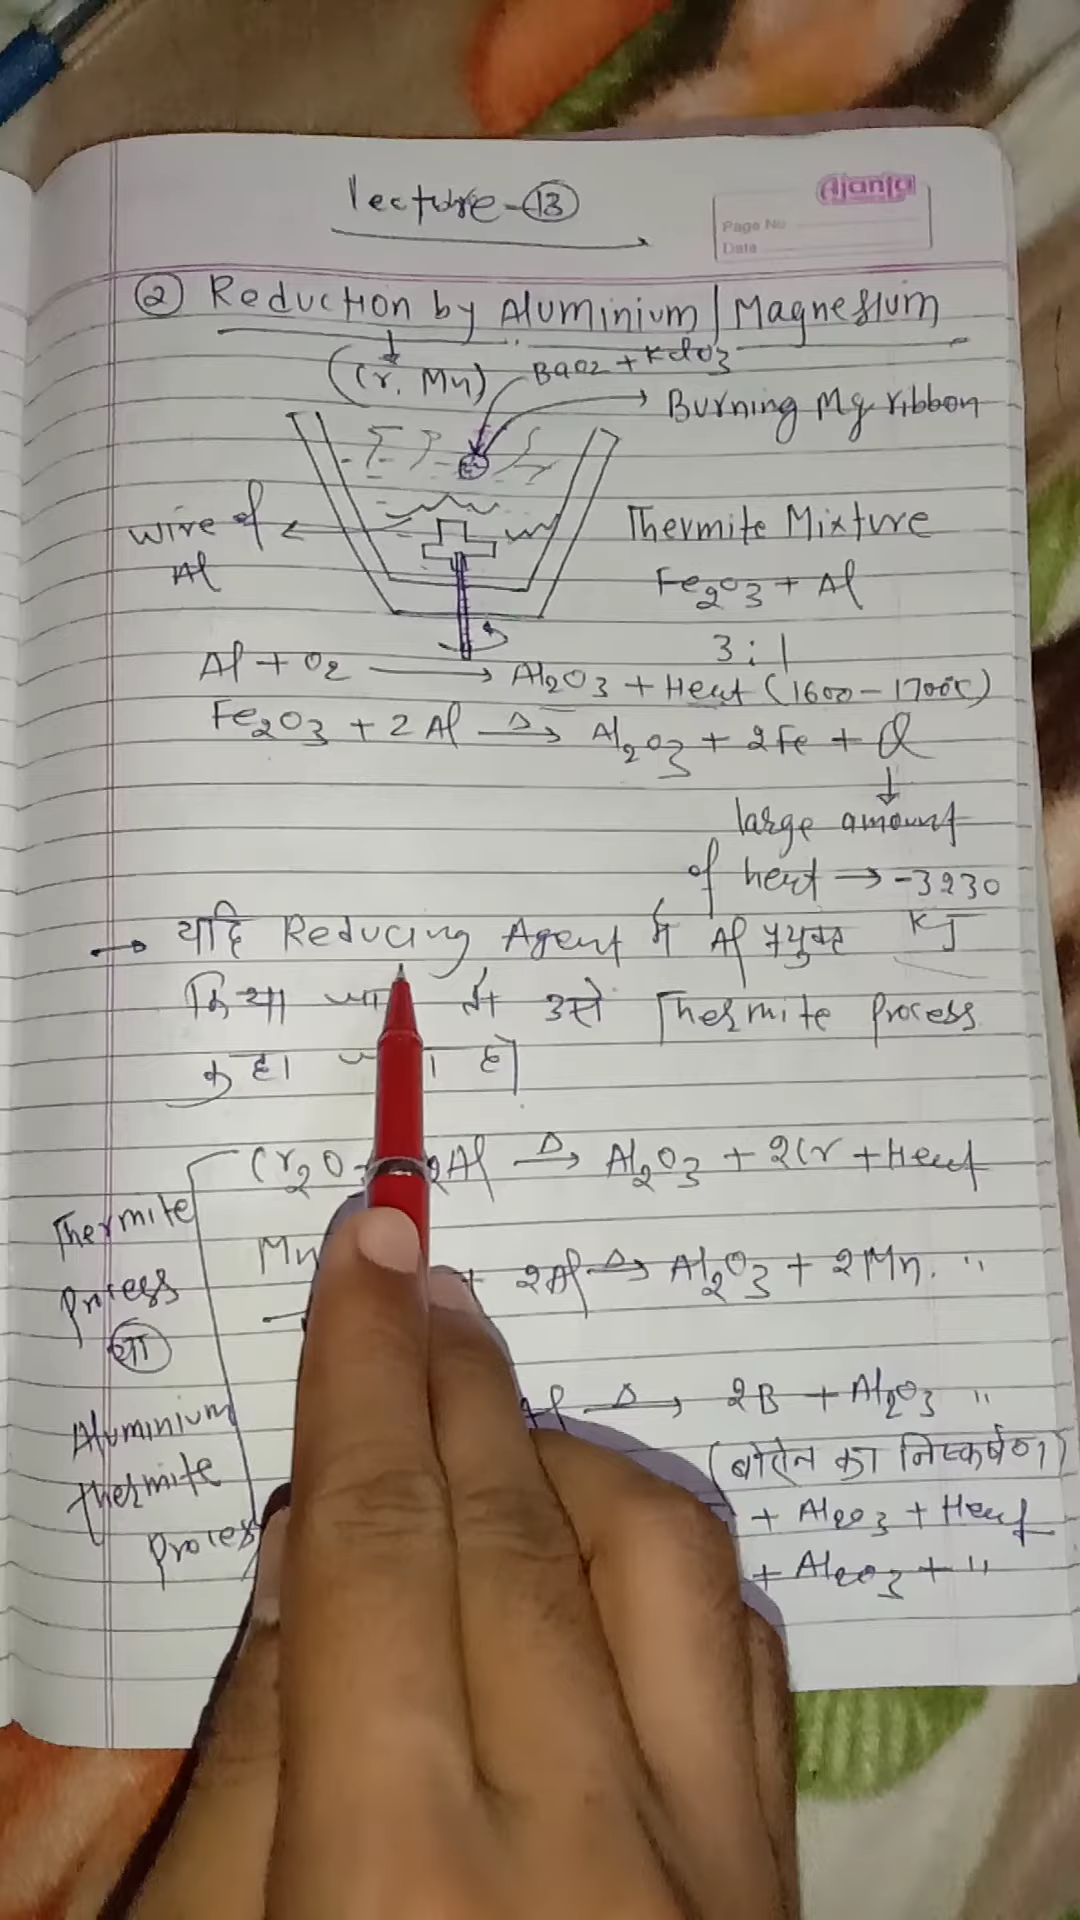 lecture-13
Ajanta
Page No
Date
② Reduction by Aluminium / Magnesium
(Cr, Mn)
BaO2 + KClO3
Burning Mg ribbon
wire of
Al
Thermite Mixture
Fe2O3 + Al
3 : 1
Al + O2 → Al2O3 + Heat (1600 - 1700°C)
Fe2O3 + 2Al Δ→ Al2O3 + 2Fe + Q
↓
large amount
of heat → -3230
KJ
→ यदि Reducing Agent में Al प्रयुक्त
किया तो उसे Thermite Process
कहा है।
Cr2O 2Al Δ→ Al2O3 + 2Cr + Heat
Thermite
Process
या
Aluminium
thermite
process
Mn + 2Al Δ→ Al2O3 + 2Mn. "
Al Δ→ 2B + Al2O3 "
(बोरोन का निष्कर्षण)
+ Al2O3 + Heat
+ Al2O3 + "